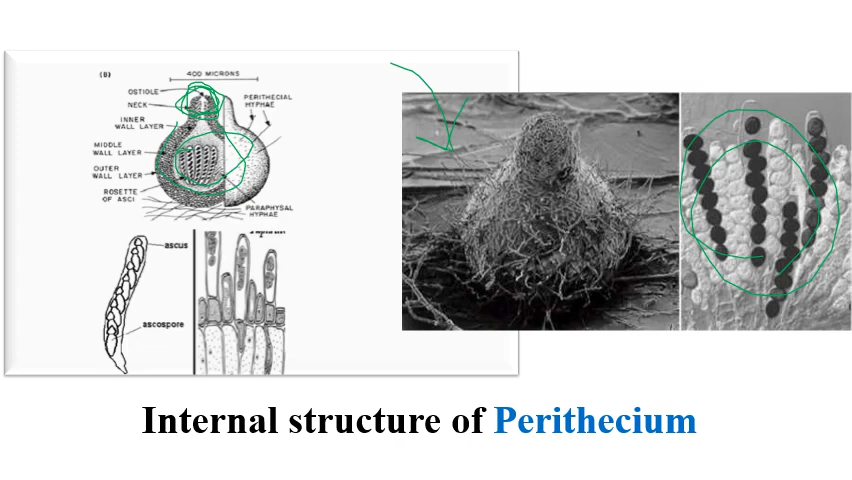 (B)
400 MICRONS
OSTIOLE
NECK
PERITHECIAL
HYPHAE
INNER
WALL LAYER
MIDDLE
WALL LAYER
OUTER
WALL LAYER
ROSETTE
OF ASCI
PARAPHYSAL
HYPHAE
ascus
ascospore
Internal structure of Perithecium